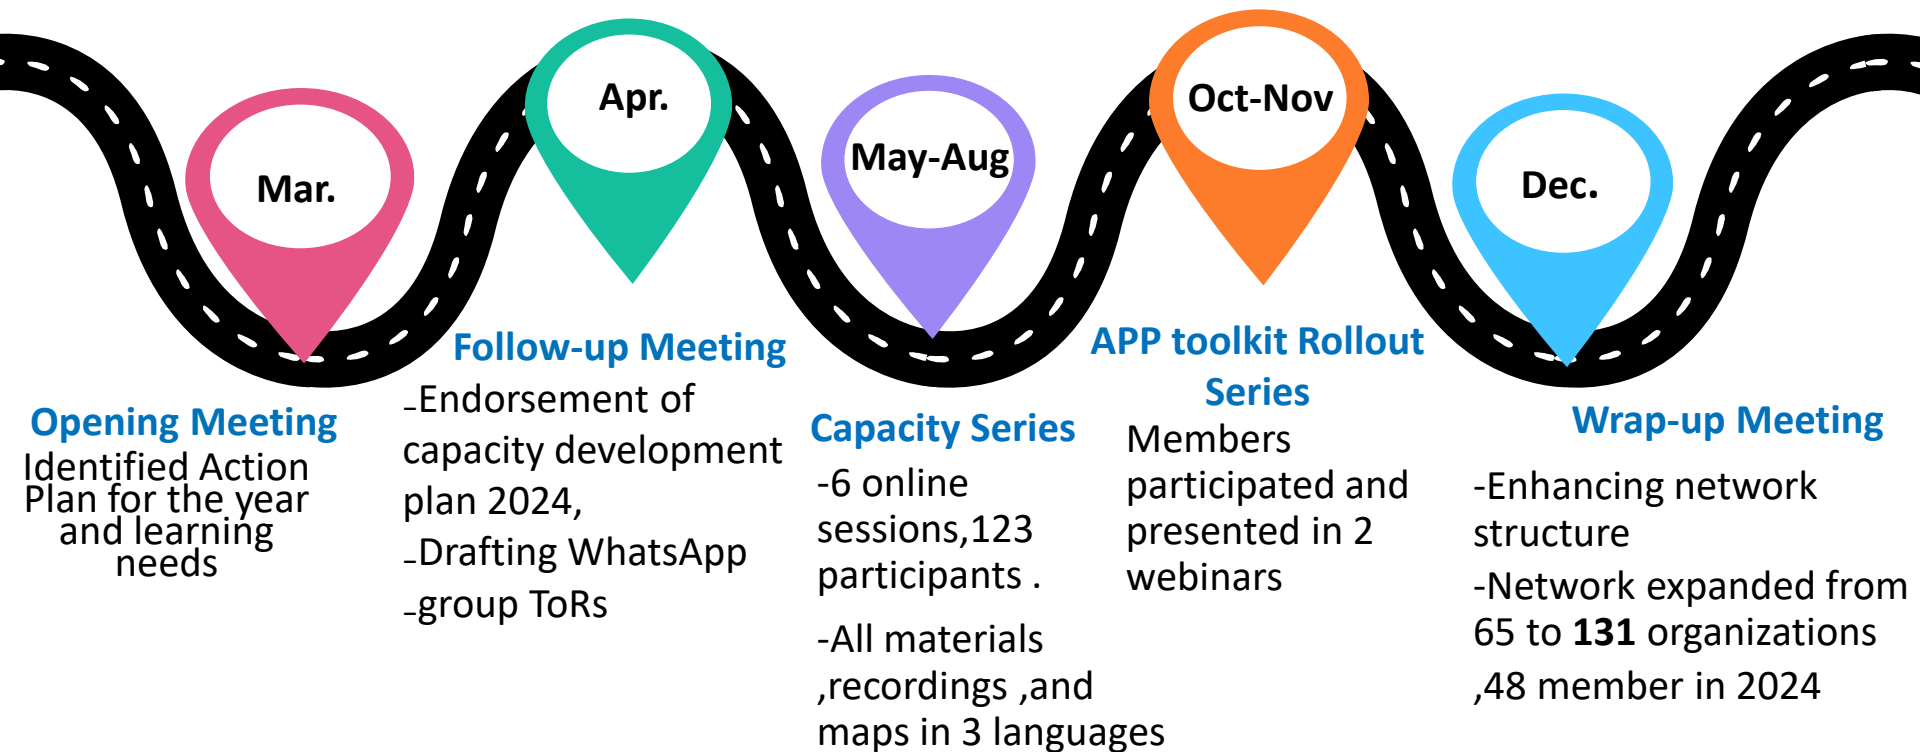 Mar.
Opening Meeting
Identified Action
Plan for the year
and learning
needs
Apr.
Follow-up Meeting
-Endorsement of
capacity development
plan 2024,
-Drafting WhatsApp
-group ToRs
May-Aug
Capacity Series
-6 online
sessions,123
participants .
-All materials
,recordings ,and
maps in 3 languages
Oct-Nov
APP toolkit Rollout
Series
Members
participated and
presented in 2
webinars
Dec.
Wrap-up Meeting
-Enhancing network
structure
-Network expanded from
65 to 131 organizations
,48 member in 2024